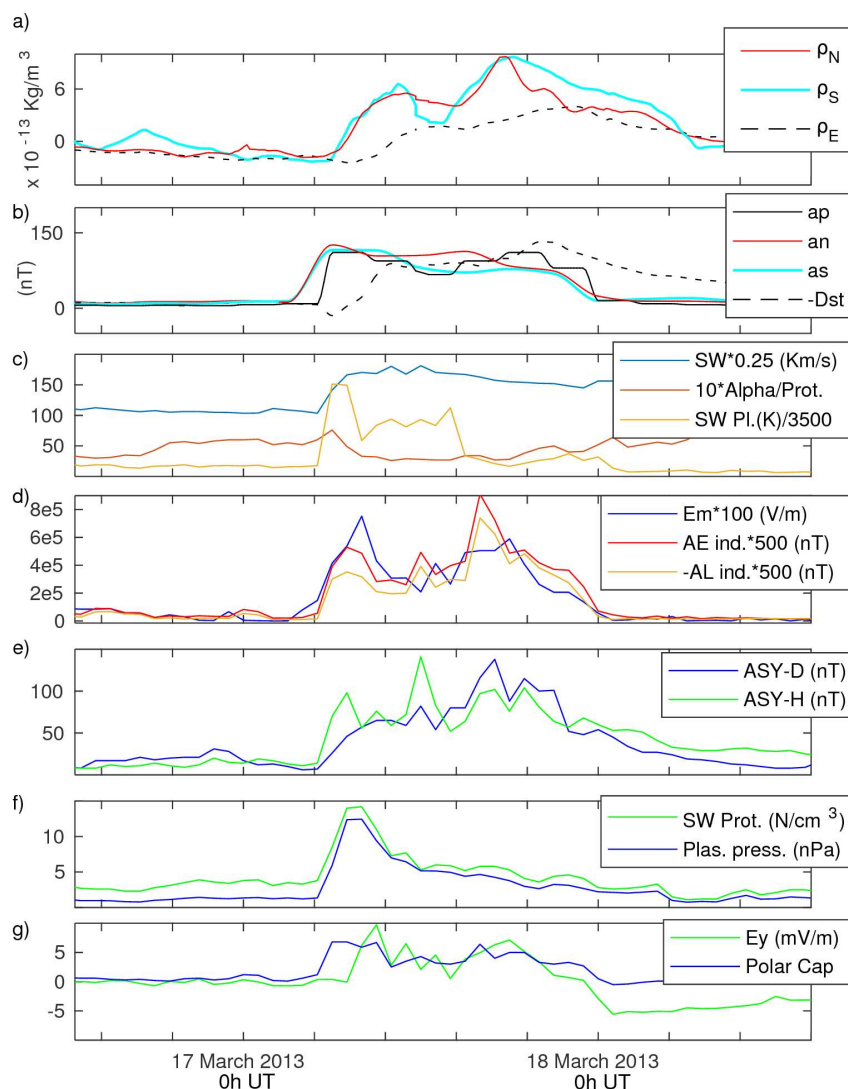 a)
x 10 -13 Kg/m 3
6
0
ρN
ρS
ρE
b)
(nT)
150
0
ap
an
as
-Dst
c)
150
100
50
SW*0.25 (Km/s)
10*Alpha/Prot.
SW Pl.(K)/3500
d)
8e5
6e5
4e5
2e5
0
Em*100 (V/m)
AE ind.*500 (nT)
-AL ind.*500 (nT)
e)
100
50
ASY-D (nT)
ASY-H (nT)
f)
10
5
SW Prot. (N/cm 3)
Plas. press. (nPa)
g)
5
0
-5
Ey (mV/m)
Polar Cap
17 March 2013
0h UT
18 March 2013
0h UT